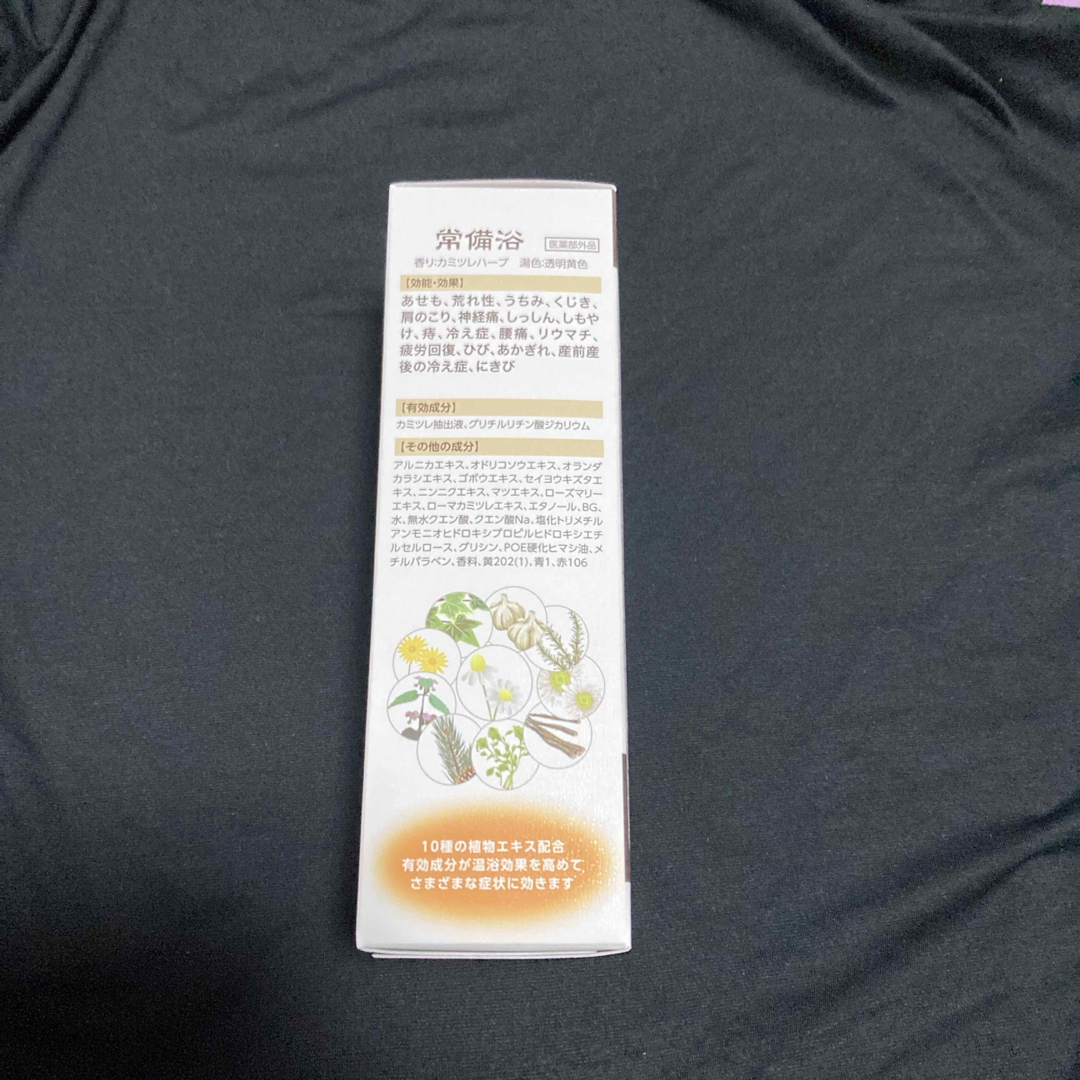 常備浴 医薬部外品
香り:カミツレハーブ 湯色:透明黄色
【効能・効果】
あせも、荒れ性、うちみ、くじき、
肩のこり、神経痛、しっしん、しもや
け、痔、冷え症、腰痛、リウマチ、
疲労回復、ひび、あかぎれ、産前産
後の冷え症、にきび
【有効成分】
カミツレ抽出液、グリチルリチン酸ジカリウム
【その他の成分】
アルニカエキス、オドリコソウエキス、オランダ
カラシエキス、ゴボウエキス、セイヨウキズタエ
キス、ニンニクエキス、マツエキス、ローズマリー
エキス、ローマカミツレエキス、エタノール、BG、
水、無水クエン酸、クエン酸Na、塩化トリメチル
アンモニオヒドロキシプロピルヒドロキシエチ
ルセルロース、グリシン、POE硬化ヒマシ油、メ
チルパラベン、香料、黄202(1)、青1、赤106
10種の植物エキス配合
有効成分が温浴効果を高めて
さまざまな症状に効きます